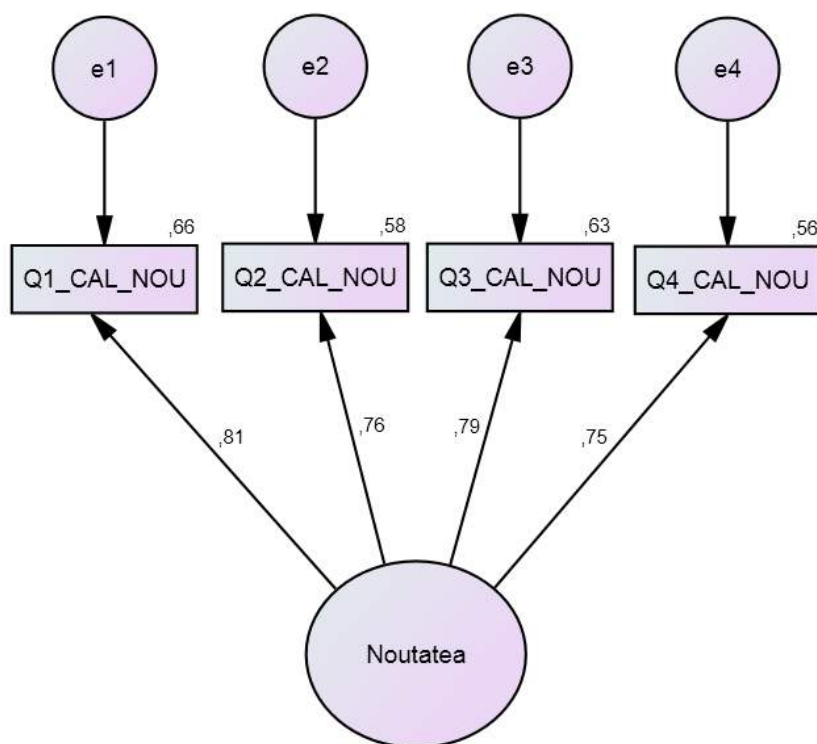 e1
e2
e3
e4
,66
,58
,63
,56
Q1_CAL_NOU
Q2_CAL_NOU
Q3_CAL_NOU
Q4_CAL_NOU
,81
,76
,79
,75
Noutatea